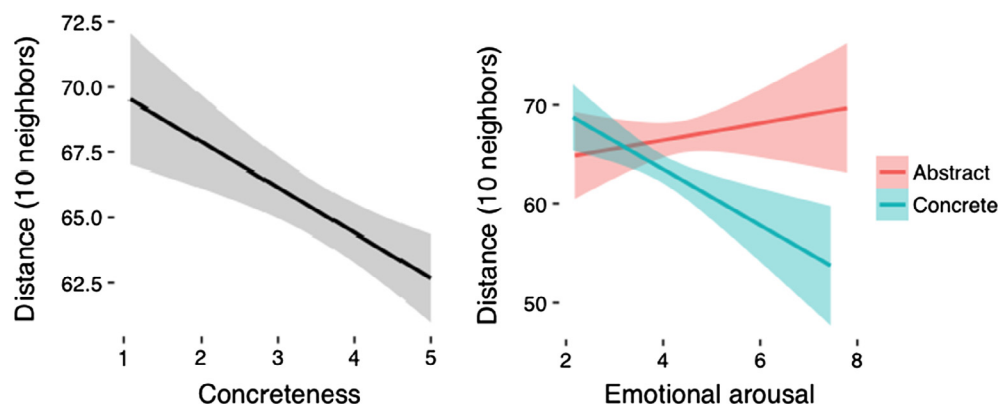 Distance (10 neighbors)
72.5
70.0
67.5
65.0
62.5
1 2 3 4 5
Concreteness
Distance (10 neighbors)
70
60
50
2 4 6 8
Emotional arousal
Abstract
Concrete